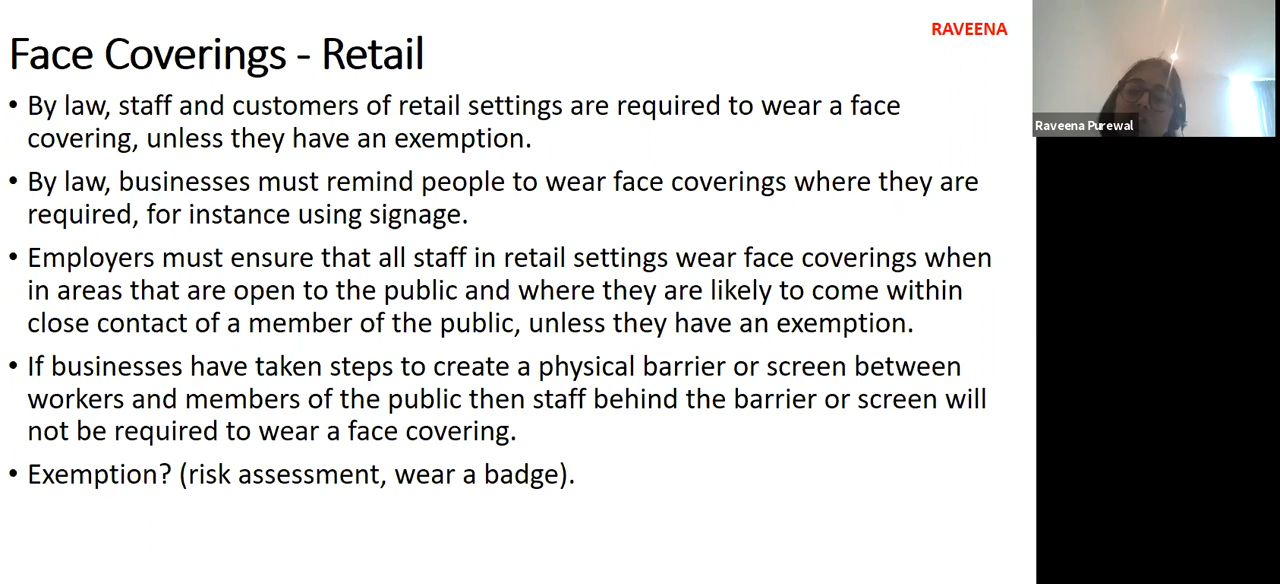 RAVEENA
Face Coverings - Retail
• By law, staff and customers of retail settings are required to wear a face
covering, unless they have an exemption.
• By law, businesses must remind people to wear face coverings where they are
required, for instance using signage.
• Employers must ensure that all staff in retail settings wear face coverings when
in areas that are open to the public and where they are likely to come within
close contact of a member of the public, unless they have an exemption.
• If businesses have taken steps to create a physical barrier or screen between
workers and members of the public then staff behind the barrier or screen will
not be required to wear a face covering.
• Exemption? (risk assessment, wear a badge).
Raveena Purewal